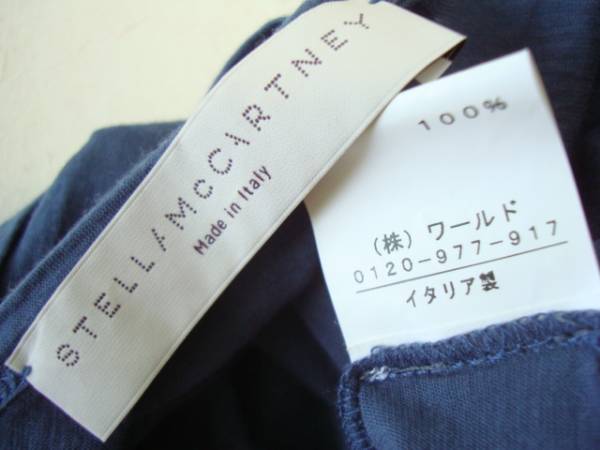 STELLA McCARTNEY
Made in Italy
100%
(株) ワールド
0120-977-917
イタリア製